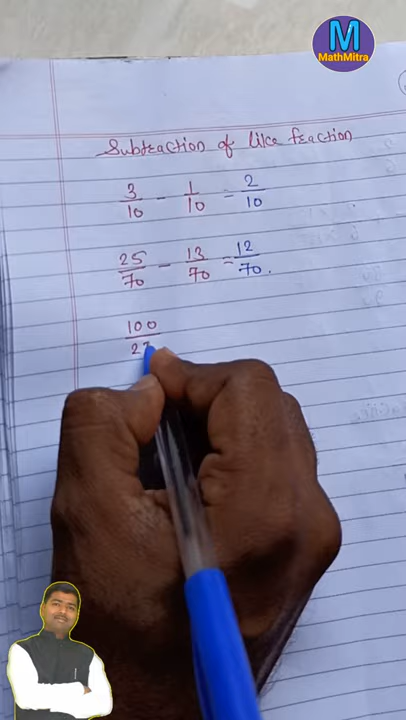 M
MathMitra
Subtraction of like fraction
3/10 - 1/10 = 2/10
25/70 - 13/70 = 12/70.
100